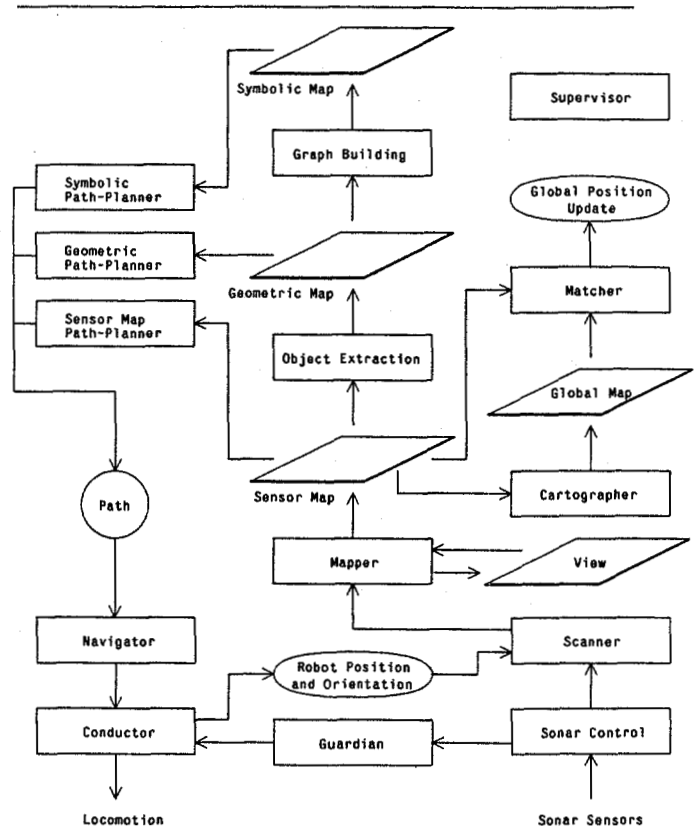 Symbolic Map
Supervisor
Graph Building
Symbolic
Path-Planner
Global Position
Update
Geometric
Path-Planner
Geometric Map
Matcher
Sensor Map
Path-Planner
Object Extraction
Global Map
Path
Sensor Map
Cartographer
Mapper
View
Navigator
Robot Position
and Orientation
Scanner
Conductor
Guardian
Sonar Control
Locomotion
Sonar Sensors